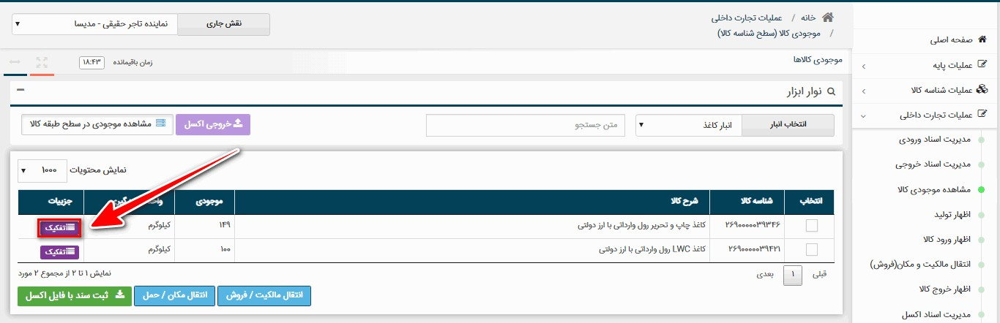 خانه / عملیات تجارت داخلی
/ موجودی کالا (سطح شناسه کالا)
نقش جاری
نماینده تاجر حقیقی - مدیسا
موجودی کالاها
زمان باقیمانده
۱۸:۴۳
صفحه اصلی
عملیات پایه
عملیات شناسه کالا
عملیات تجارت داخلی
مدیریت اسناد ورودی
مدیریت اسناد خروجی
مشاهده موجودی کالا
اظهار تولید
اظهار ورود کالا
انتقال مالکیت و مکان(فروش)
اظهار خروج کالا
مدیریت اسناد اکسل
نوار ابزار
انتخاب انبار
انبار کاغذ
متن جستجو
خروجی اکسل
مشاهده موجودی در سطح طبقه کالا
نمایش محتویات ۱۰۰۰
انتخاب شناسه کالا شرح کالا موجودی جزییات
۲۶۹۰۰۰۰۰۳۹۳۴۶ کاغذ چاپ و تحریر رول وارداتی با ارز دولتی ۱۴۹ کیلوگرم تفکیک
۲۶۹۰۰۰۰۰۳۹۴۲۱ کاغذ LWC رول وارداتی با ارز دولتی ۱۰۰ کیلوگرم تفکیک
قبلی ۱ بعدی
نمایش ۱ تا ۲ از مجموع ۲ مورد
انتقال مالکیت / فروش
انتقال مکان / حمل
ثبت سند با فایل اکسل